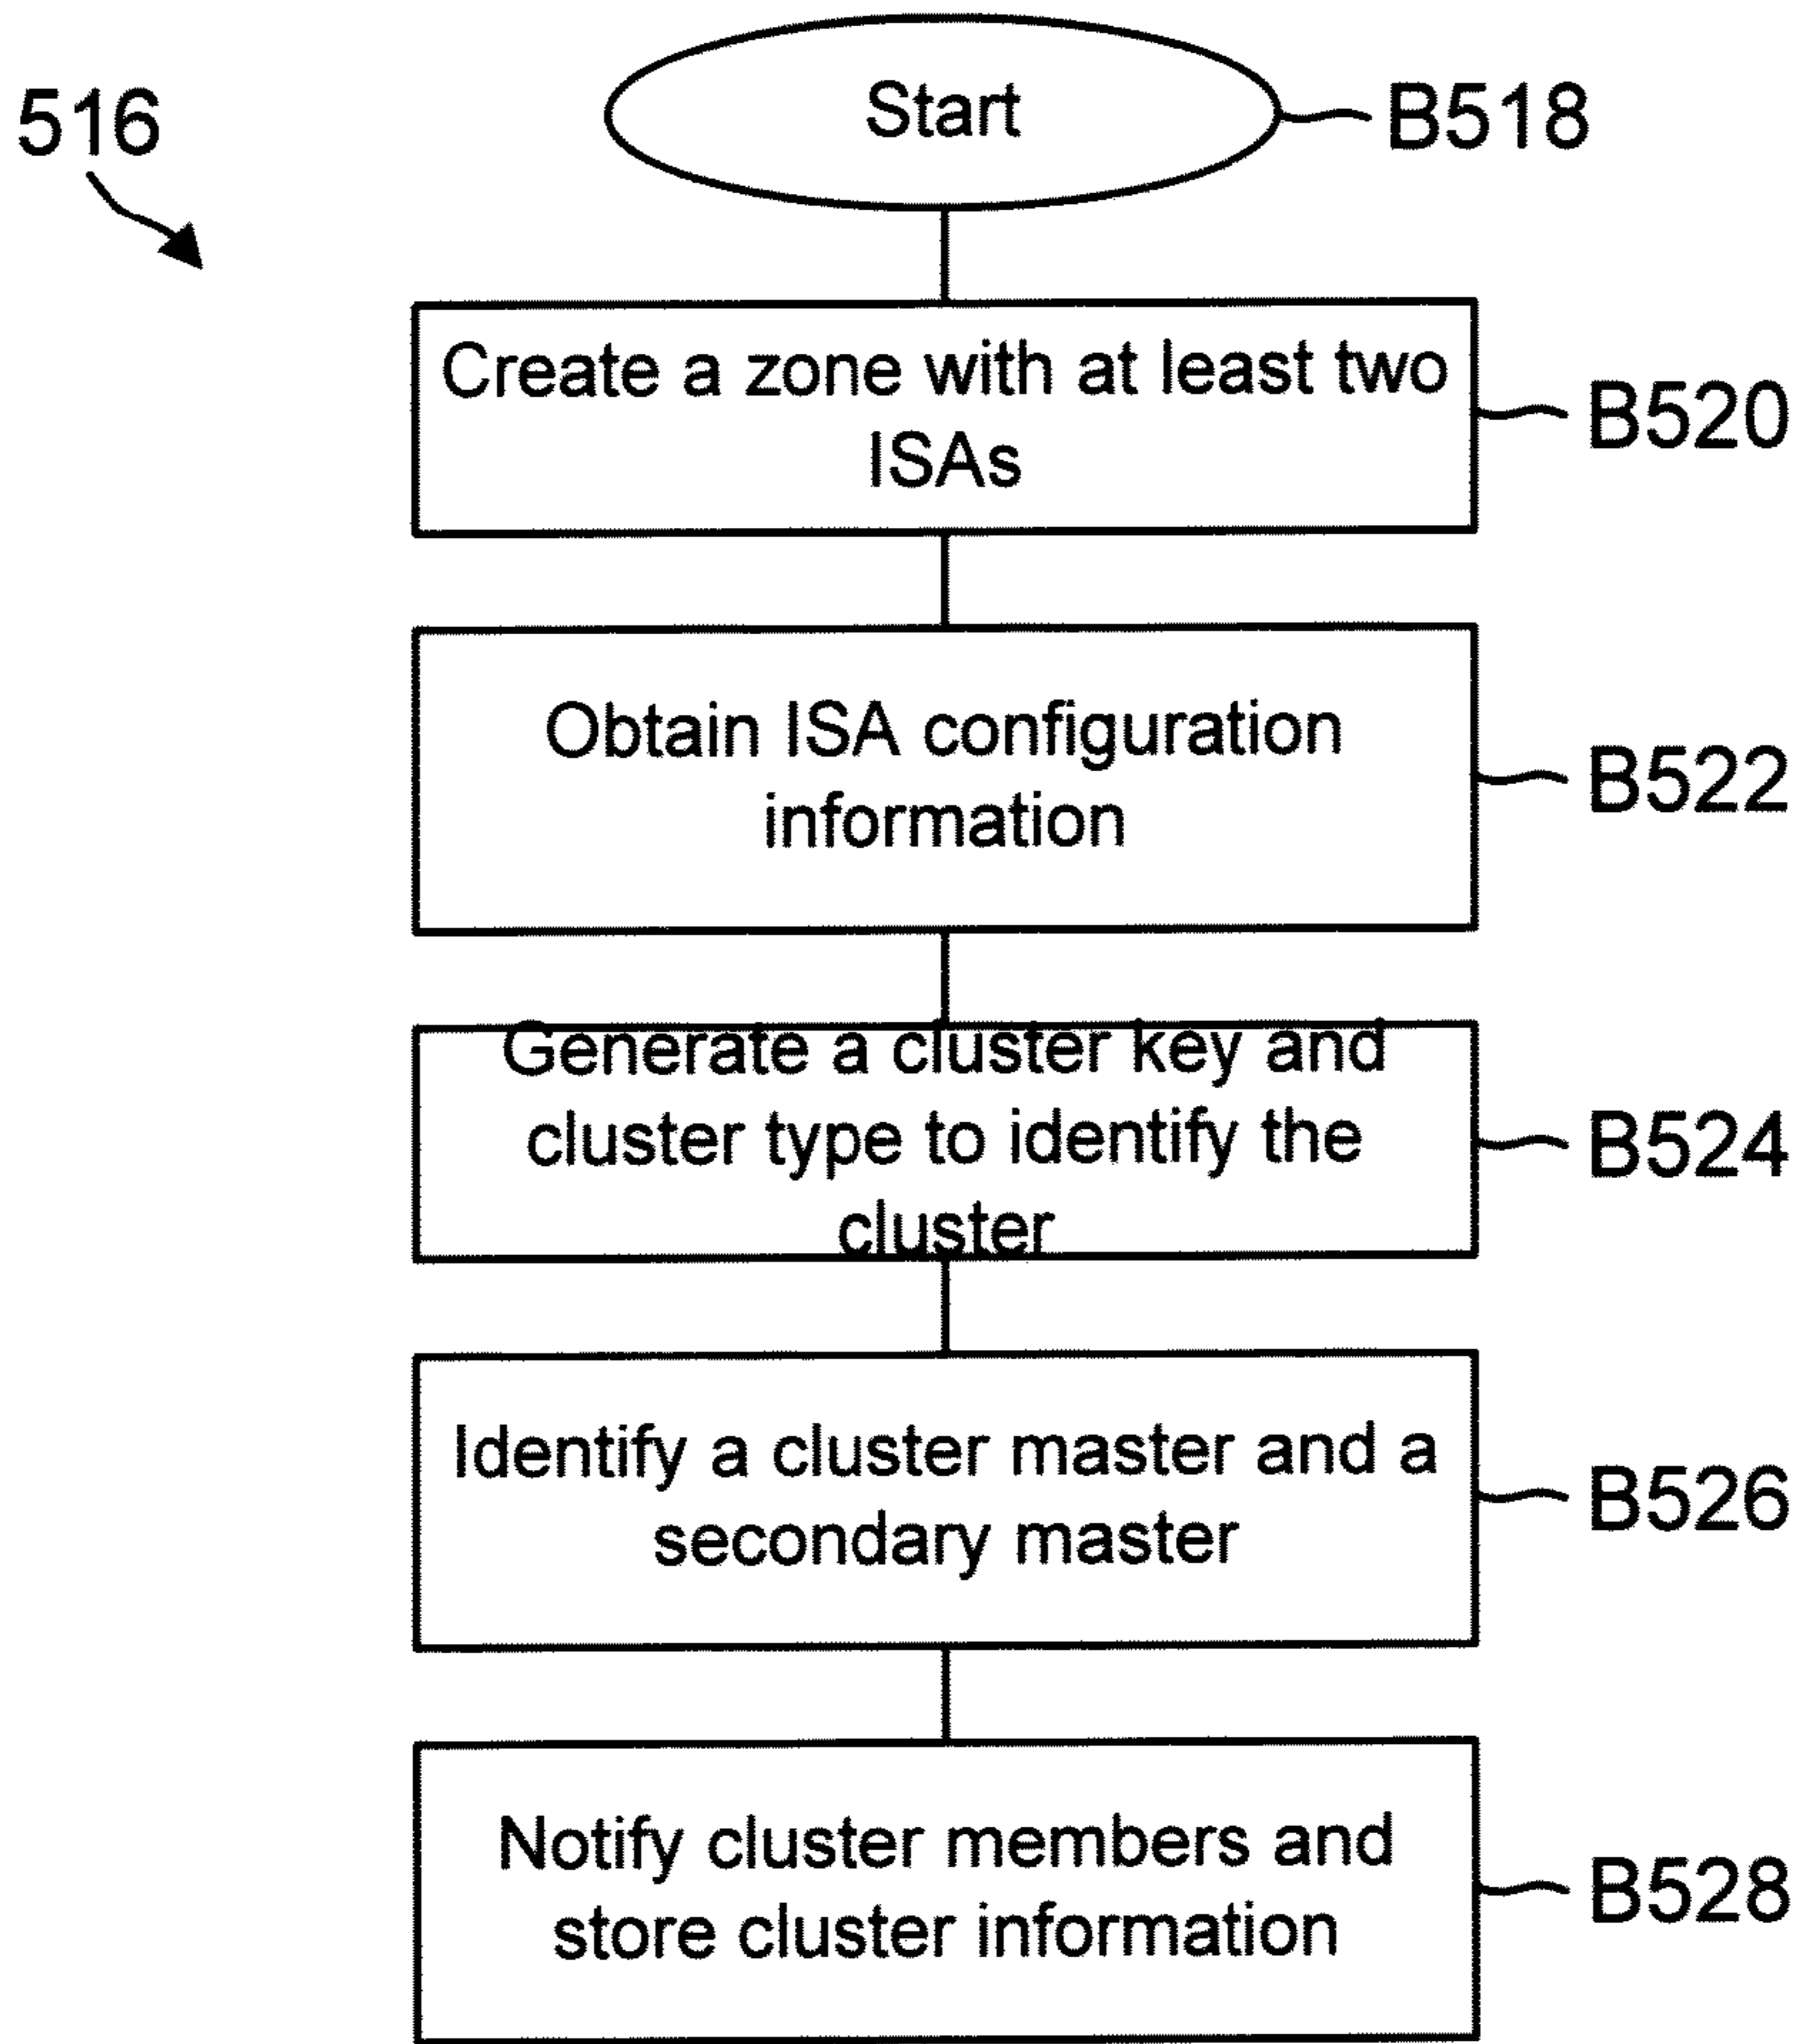 516
Start
B518
Create a zone with at least two
ISAs
B520
Obtain ISA configuration
information
B522
Generate a cluster key and
cluster type to identify the
cluster
B524
Identify a cluster master and a
secondary master
B526
Notify cluster members and
store cluster information
B528